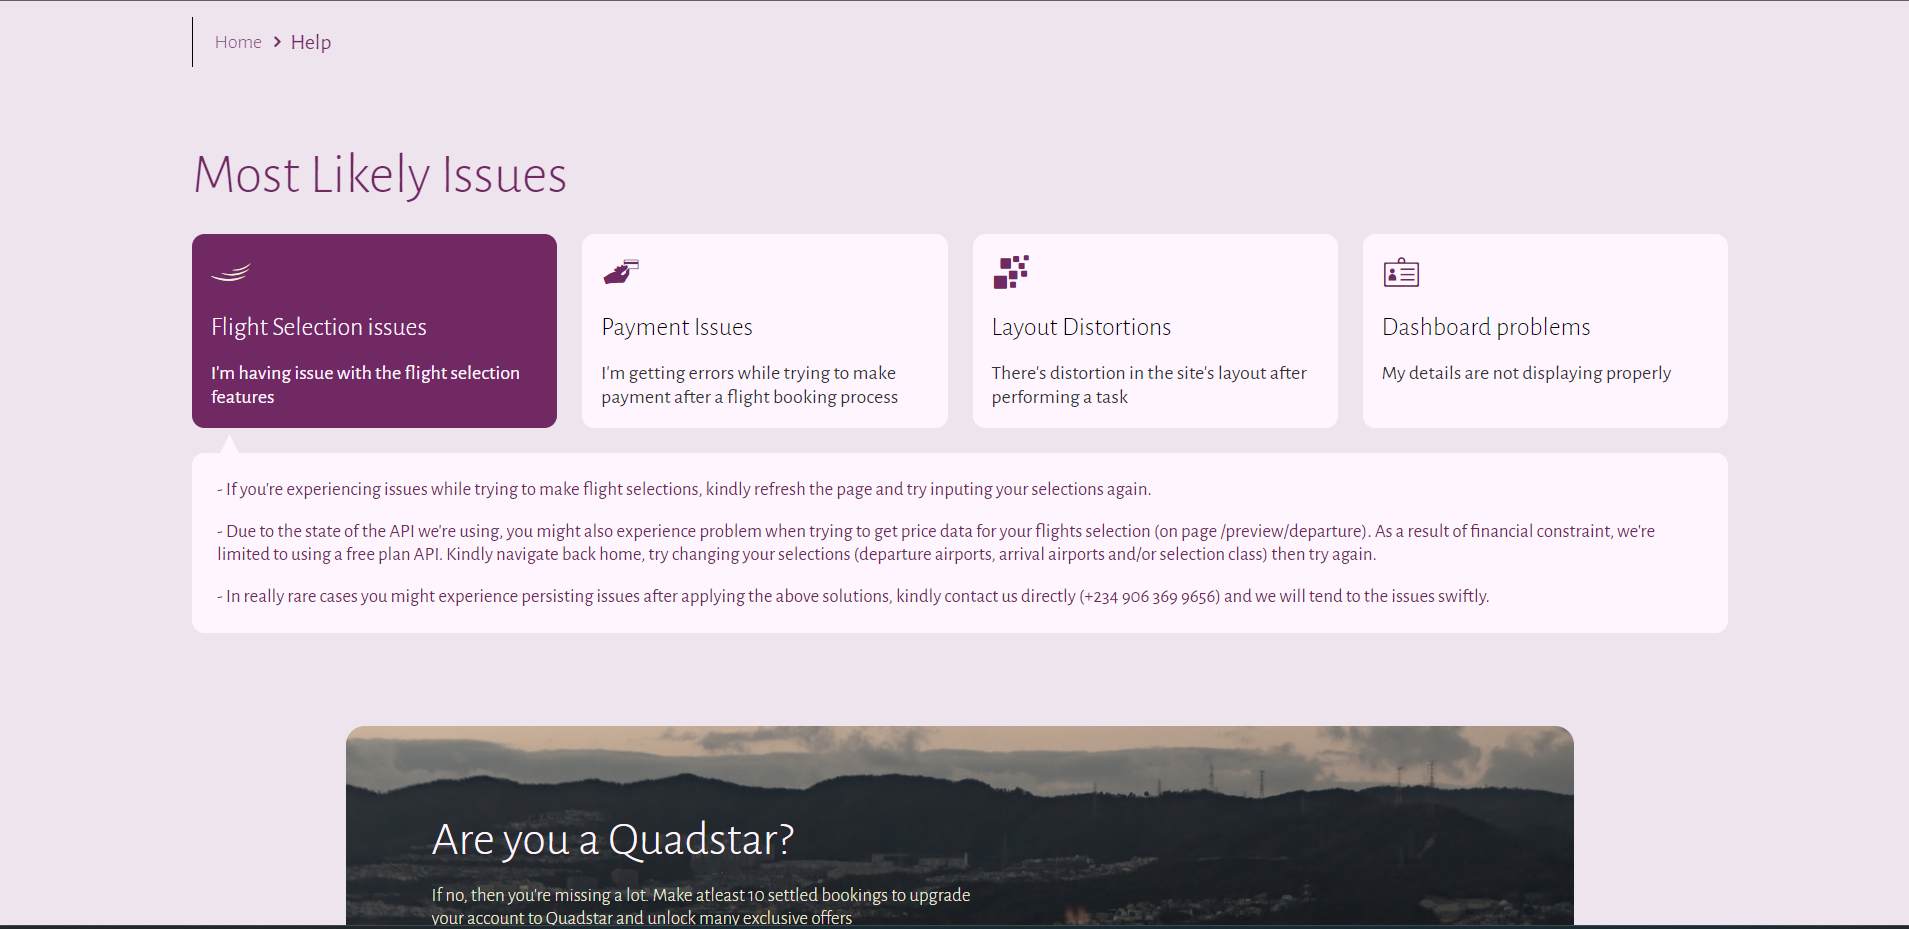 Home > Help
Most Likely Issues
Flight Selection issues
I'm having issue with the flight selection
features
Payment Issues
I'm getting errors while trying to make
payment after a flight booking process
Layout Distortions
There's distortion in the site's layout after
performing a task
Dashboard problems
My details are not displaying properly
- If you're experiencing issues while trying to make flight selections, kindly refresh the page and try inputing your selections again.
- Due to the state of the API we're using, you might also experience problem when trying to get price data for your flights selection (on page /preview/departure). As a result of financial constraint, we're
limited to using a free plan API. Kindly navigate back home, try changing your selections (departure airports, arrival airports and/or selection class) then try again.
- In really rare cases you might experience persisting issues after applying the above solutions, kindly contact us directly (+234 906 369 9656) and we will tend to the issues swiftly.
Are you a Quadstar?
If no, then you're missing a lot. Make atleast 10 settled bookings to upgrade
your account to Quadstar and unlock many exclusive offers